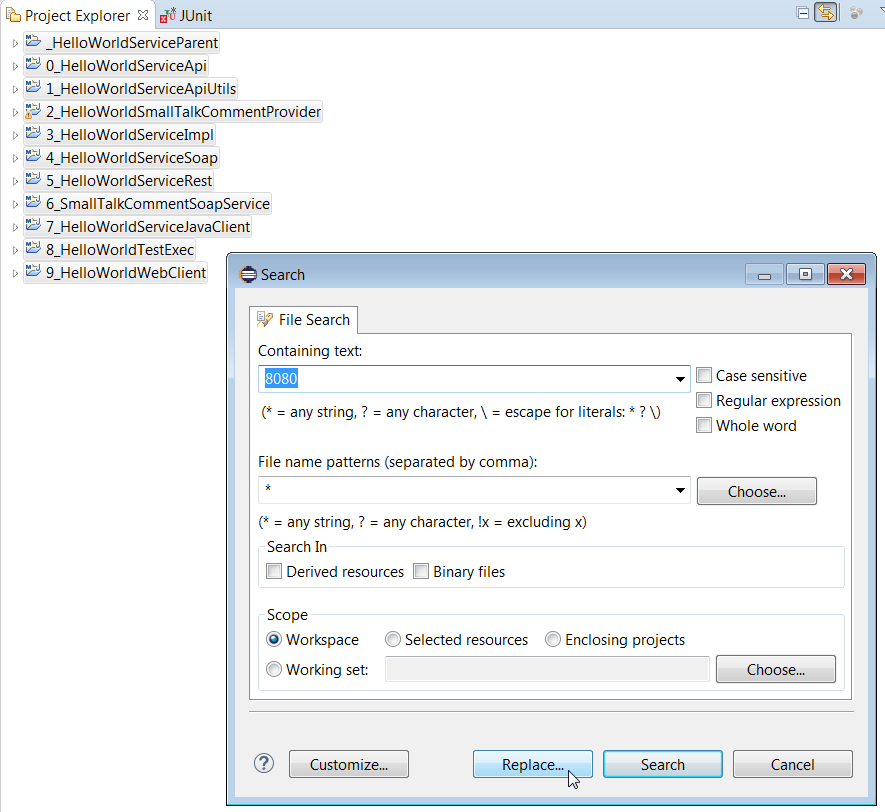 Project Explorer JUnit
_HelloWorldServiceParent
0_HelloWorldServiceApi
1_HelloWorldServiceApiUtils
2_HelloWorldSmallTalkCommentProvider
3_HelloWorldServiceImpl
4_HelloWorldServiceSoap
5_HelloWorldServiceRest
6_SmallTalkCommentSoapService
7_HelloWorldServiceJavaClient
8_HelloWorldTestExec
9_HelloWorldWebClient
Search
File Search
Containing text:
8080
Case sensitive
(* = any string, ? = any character, \ = escape for literals: * ? \)
Regular expression
Whole word
File name patterns (separated by comma):
*
Choose...
(* = any string, ? = any character, !x = excluding x)
Search In
Derived resources Binary files
Scope
Workspace Selected resources Enclosing projects
Working set: Choose...
? Customize... Replace... Search Cancel